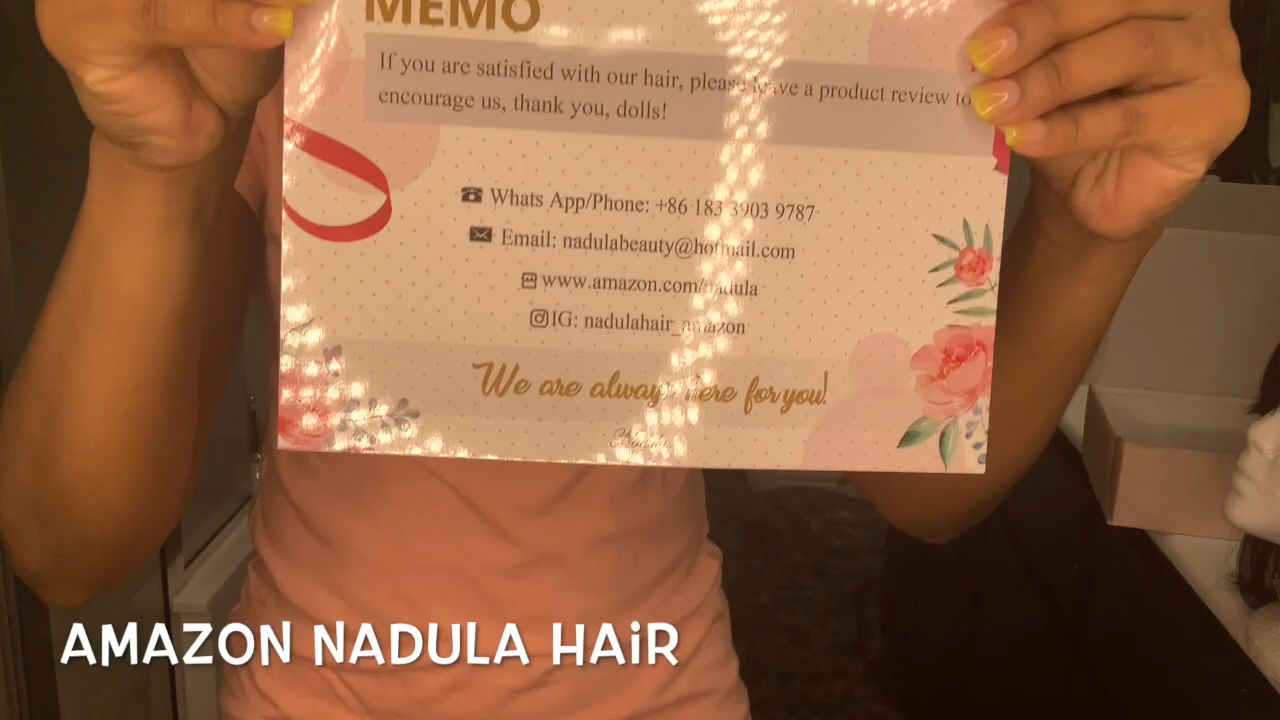 MEMO
If you are satisfied with our hair, please leave a product review to
encourage us, thank you, dolls!
Whats App/Phone: +86 183 3903 9787
Email: nadulabeauty@hotmail.com
www.amazon.com/nadula
IG: nadulahair_amazon
We are always here for you!
AMAZON NADULA HAiR